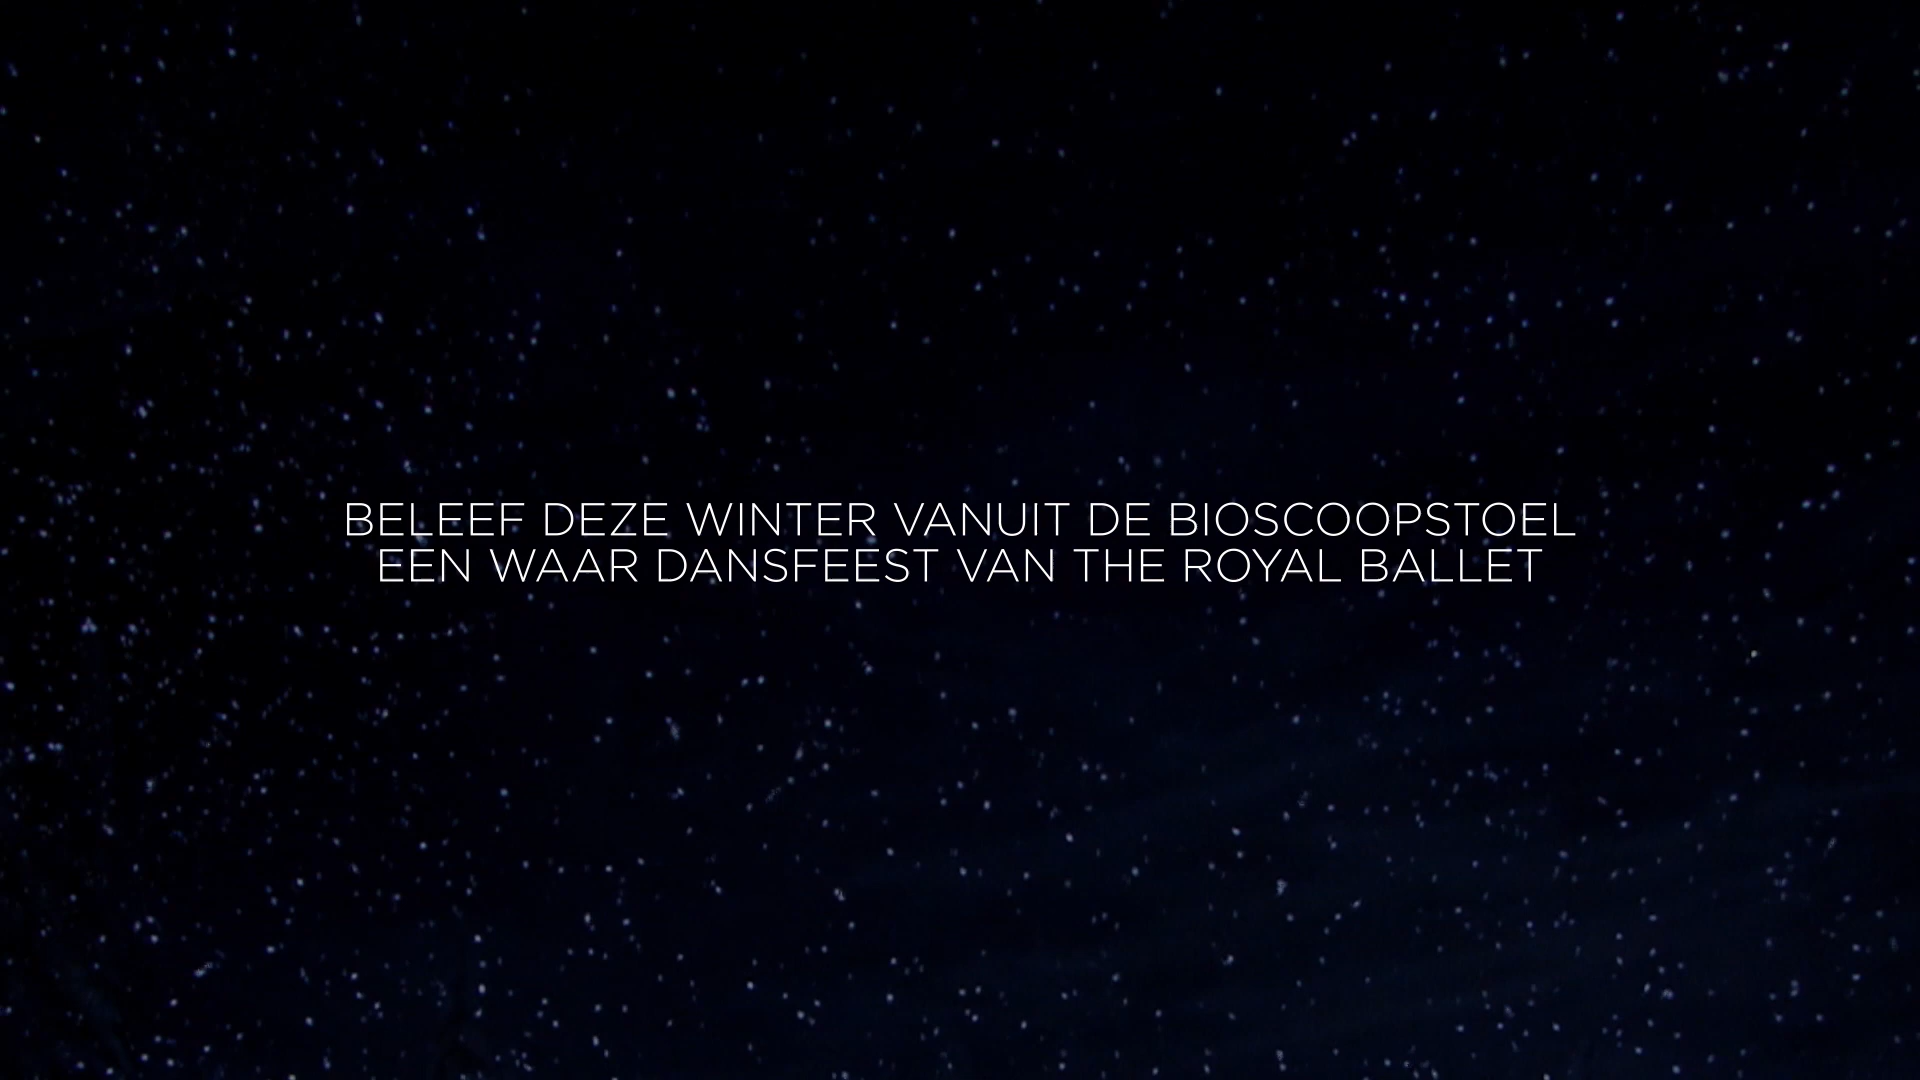 BELEEF DEZE WINTER VANUIT DE BIOSCOOPSTOEL
EEN WAAR DANSFEEST VAN THE ROYAL BALLET